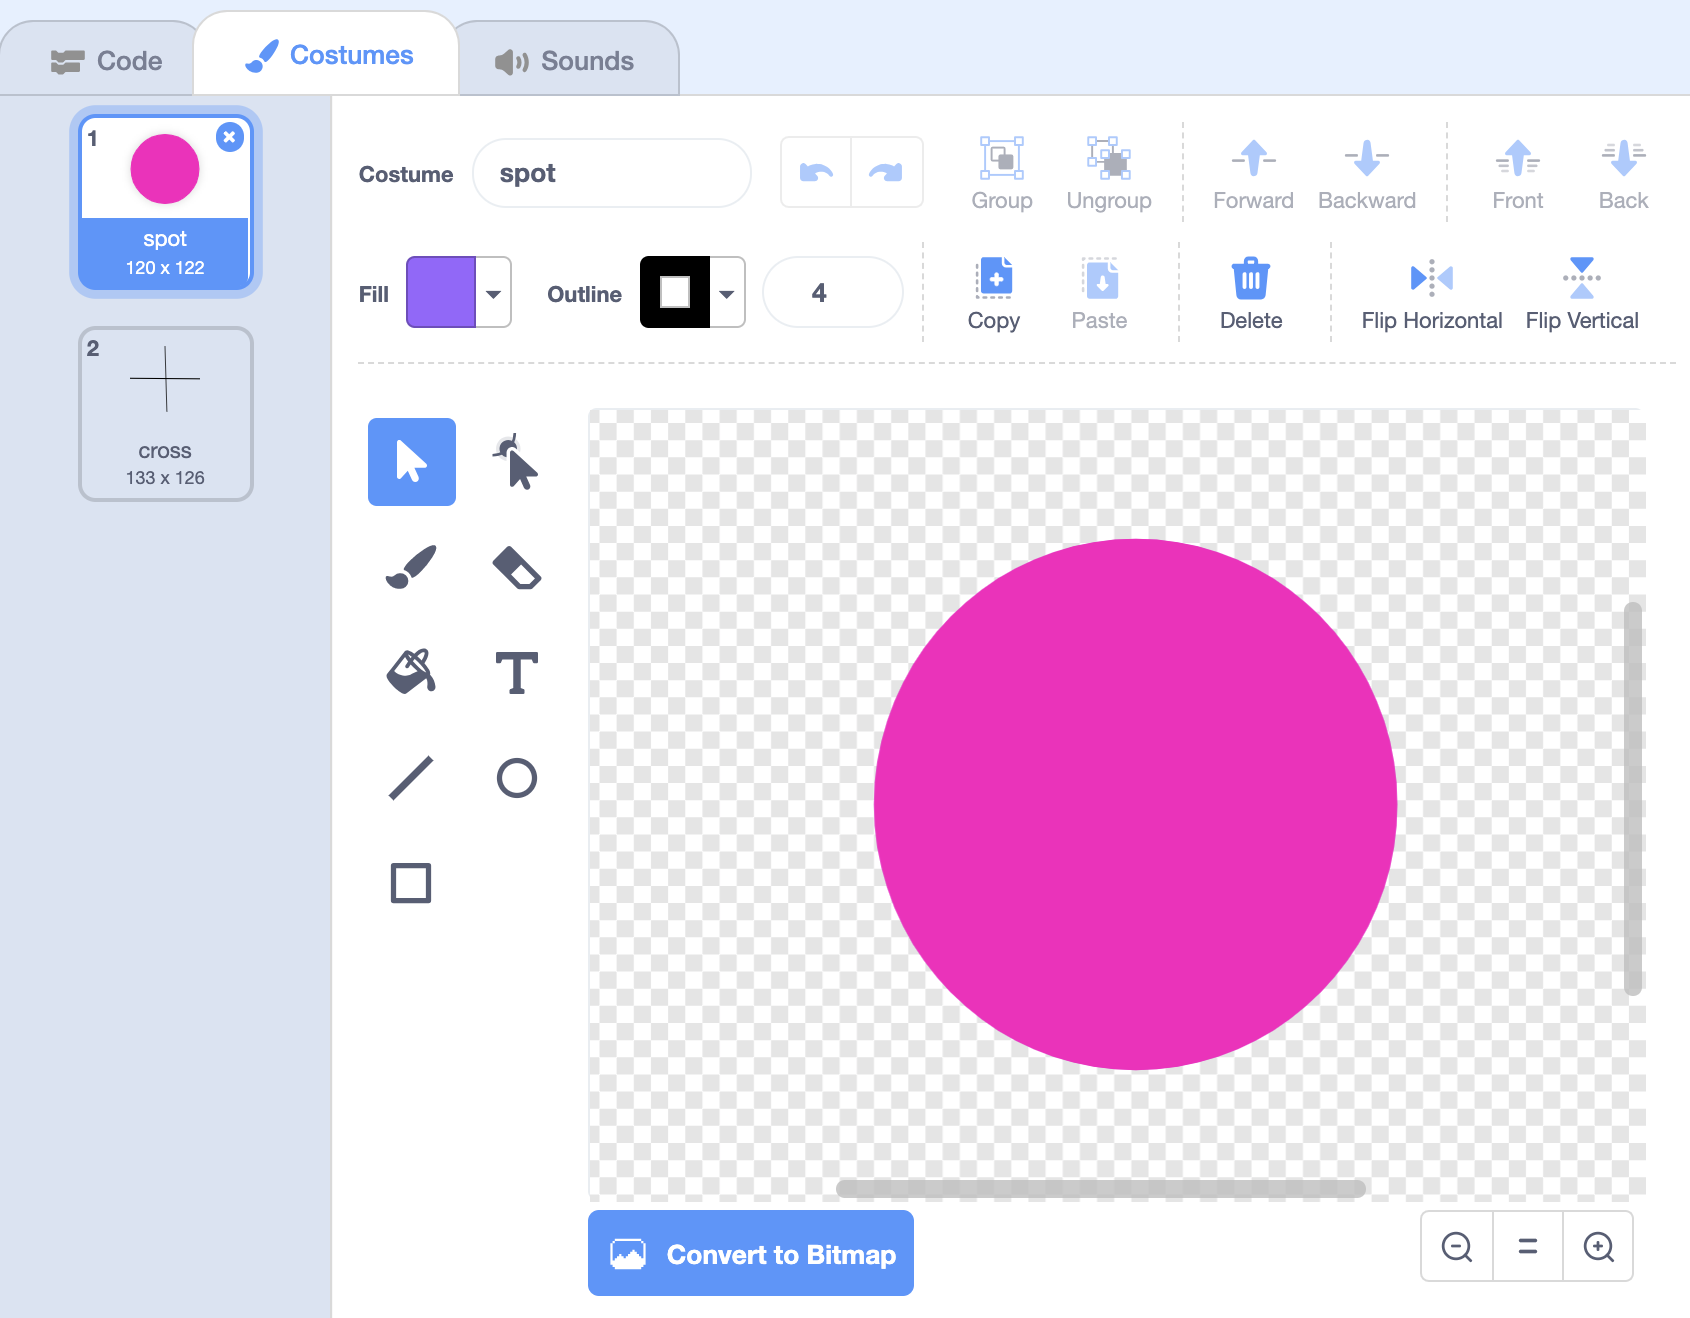 Code
Costumes
Sounds
1
spot
120 x 122
2
cross
133 x 126
Costume
spot
Group
Ungroup
Forward
Backward
Front
Back
Fill
Outline
4
Copy
Paste
Delete
Flip Horizontal
Flip Vertical
Convert to Bitmap